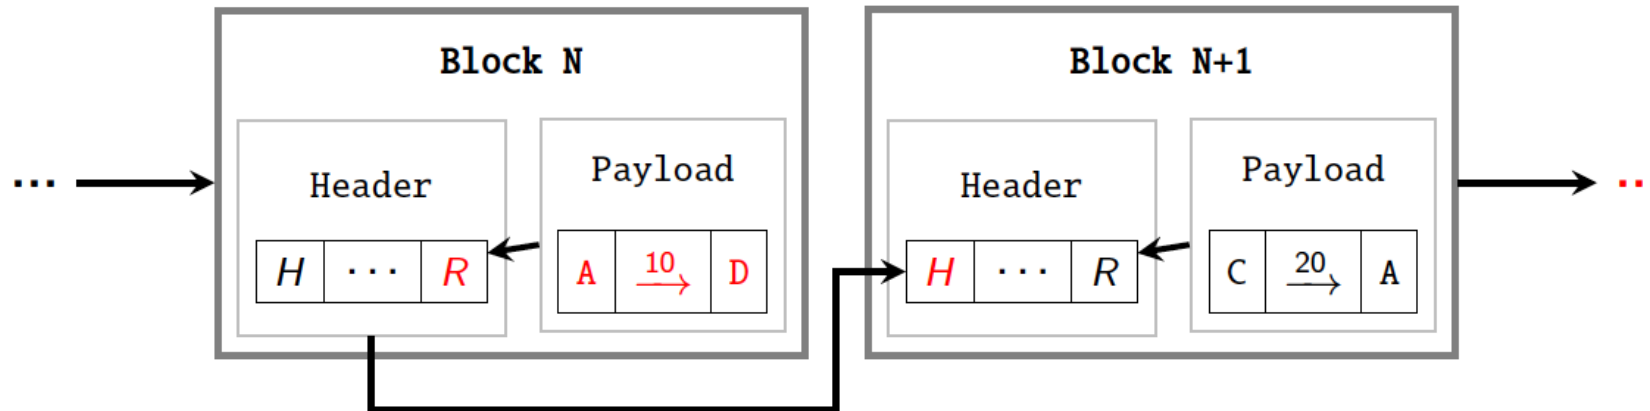 Block N
Block N+1
... Header Payload Header Payload ..
H ... R A 10 D H ... R C 20 A